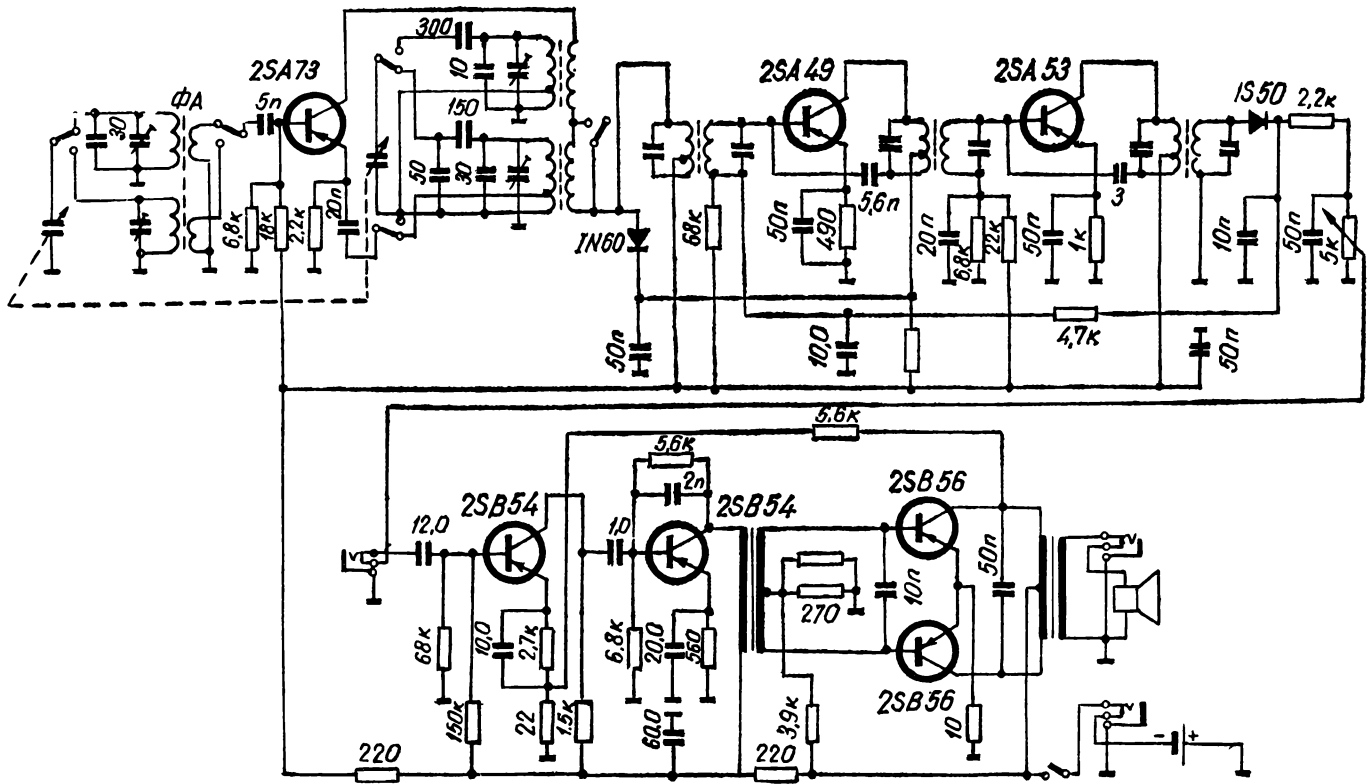 300
2SA73
10
2SA49
2SA53
ФА
5п
IS50
2,2к
30
150
50
30
5,6п
3
20п
6,8к
18к
2,2к
IN60
68к
50п
490
20п
6,8к
22к
50п
1к
10п
50п
5к
4,7к
50п
10,0
50п
5,6к
5,6к
2п
2SB56
2SB54
2SB54
12,0
1,0
50п
10п
270
68к
10,0
2,7к
6,8к
20,0
560
2SB56
150к
22
1.5к
60.0
3,9к
10
220
220
-
+